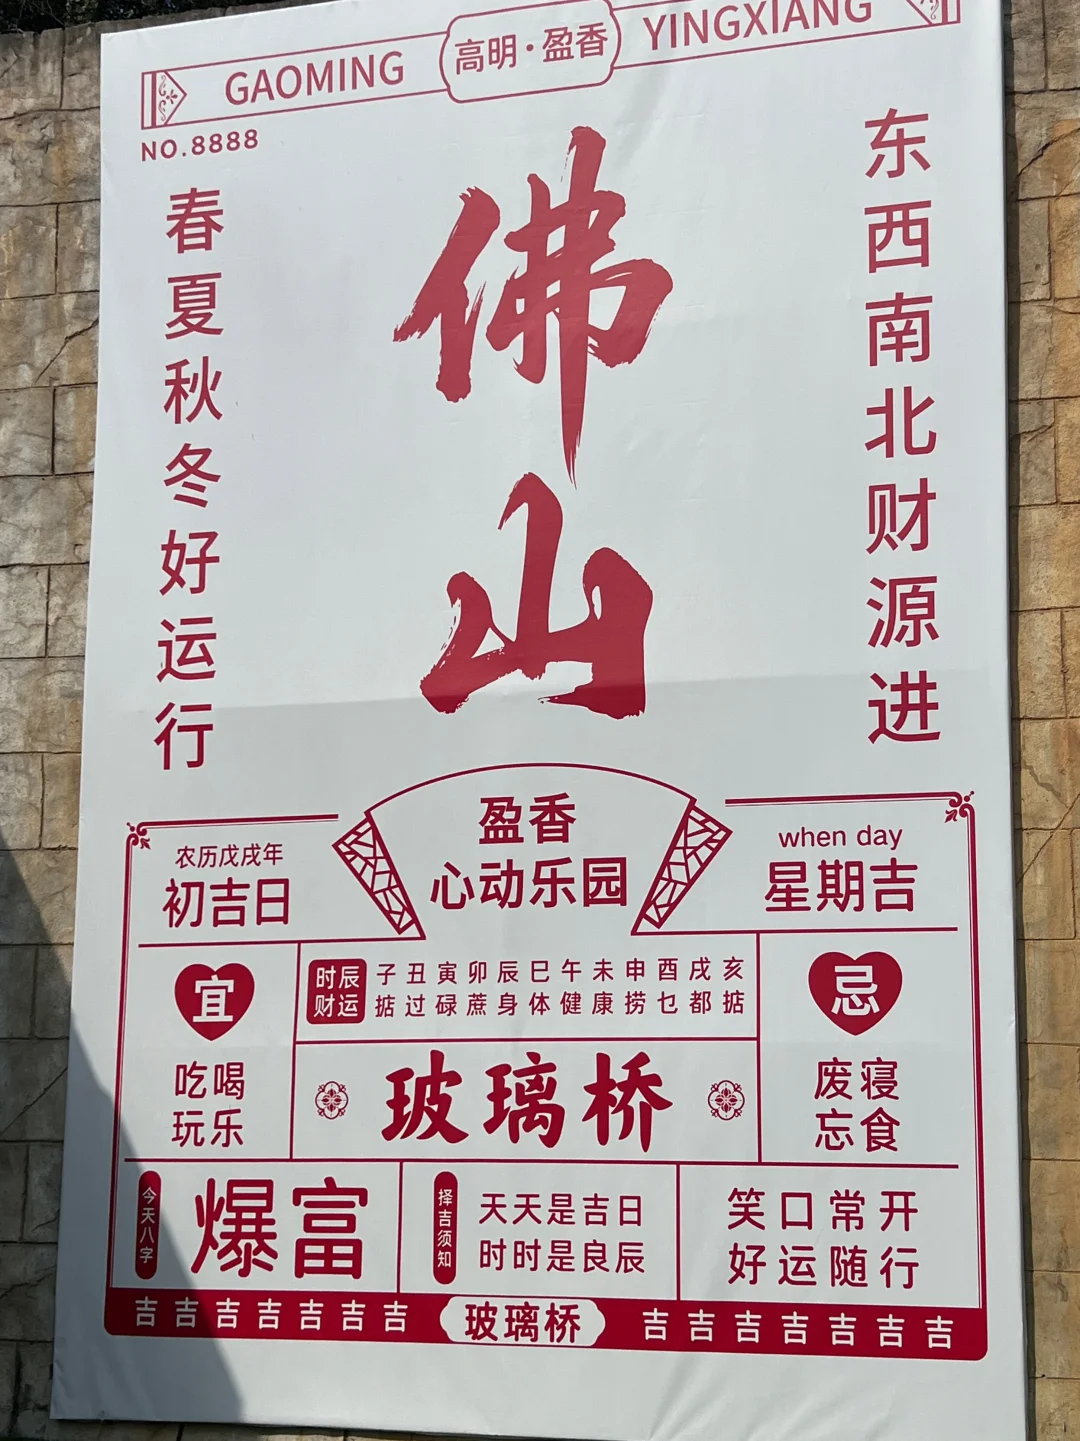 GAOMING
高明·盈香
YINGXIANG
NO.8888
春夏秋冬好运行
佛山
东西南北财源进
农历戊戌年
初吉日
盈香
心动乐园
when day
星期吉
宜
吃喝
玩乐
时辰
财运
子丑寅卯辰巳午未申酉戌亥
掂过碌蔗身体健康捞乜都掂
忌
废寝
忘食
玻璃桥
今天八字
爆富
择吉须知
天天是吉日
时时是良辰
笑口常开
好运随行
吉吉吉吉吉吉吉
玻璃桥
吉吉吉吉吉吉吉